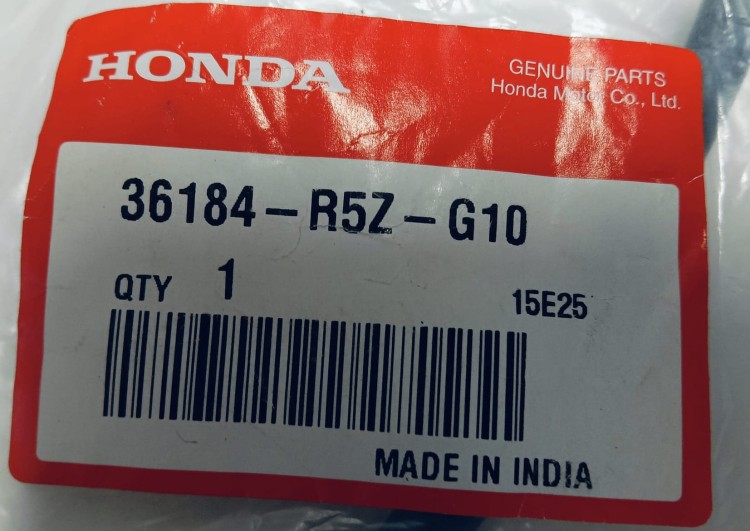 HONDA
GENUINE PARTS
Honda Motor Co., Ltd.
36184-R5Z-G10
QTY 1
15E25
MADE IN INDIA